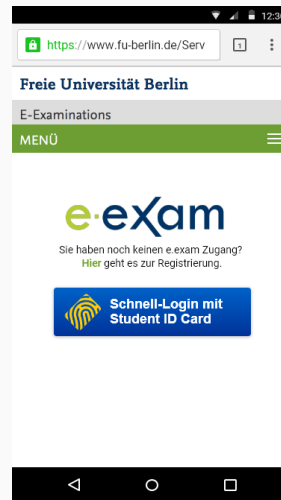 12:30
https://www.fu-berlin.de/Serv
1
Freie Universität Berlin
E-Examinations
MENÜ
e·exam
Sie haben noch keinen e.exam Zugang?
Hier geht es zur Registrierung.
Schnell-Login mit
Student ID Card